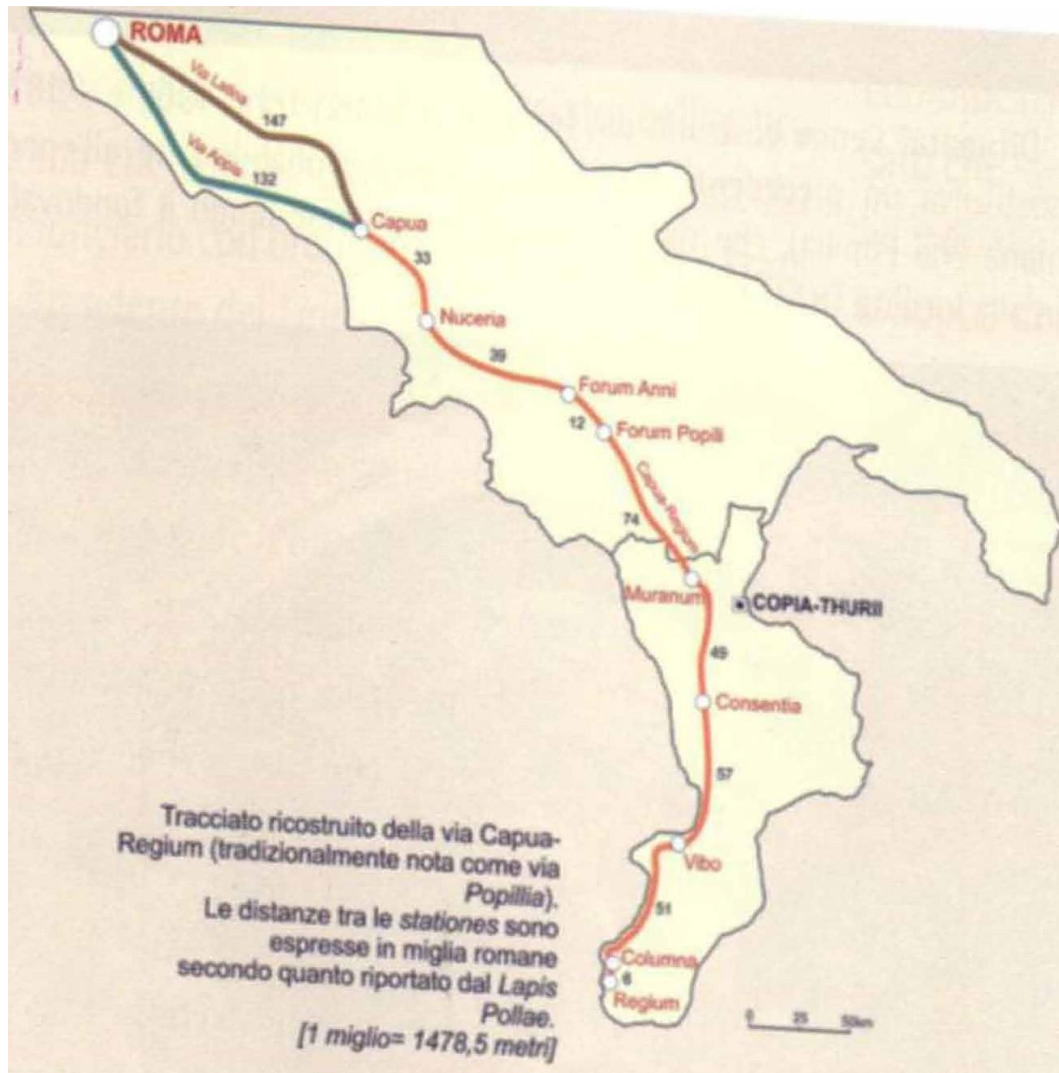 ROMA
Via Latina
147
Via Appia
132
Capua
33
Nuceria
39
Forum Anni
12
Forum Popili
Capua-Regium
74
Muranum
COPIA-THURII
49
Consentia
57
Vibo
51
Columna
6
Regium
Tracciato ricostruito della via Capua-
Regium (tradizionalmente nota come via
Popillia).
Le distanze tra le stationes sono
espresse in miglia romane
secondo quanto riportato dal Lapis
Pollae.
[1 miglio= 1478,5 metri]
0 25 50km